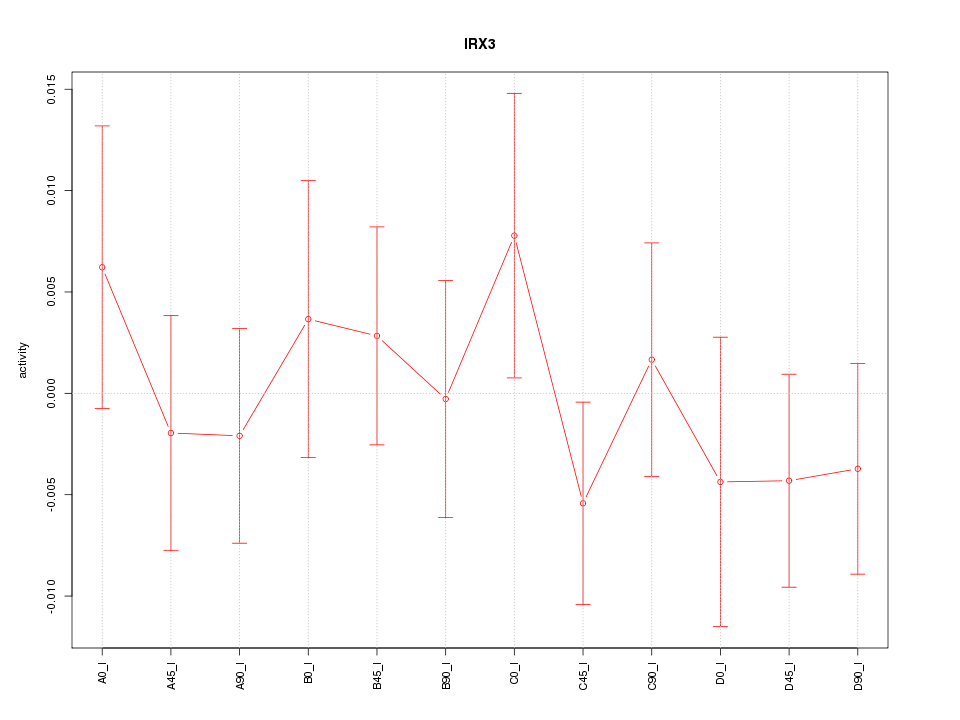 IRX3
activity
0.015
0.010
0.005
0.000
-0.005
-0.010
A0_I
A45_I
A90_I
B0_I
B45_I
B90_I
C0_I
C45_I
C90_I
D0_I
D45_I
D90_I